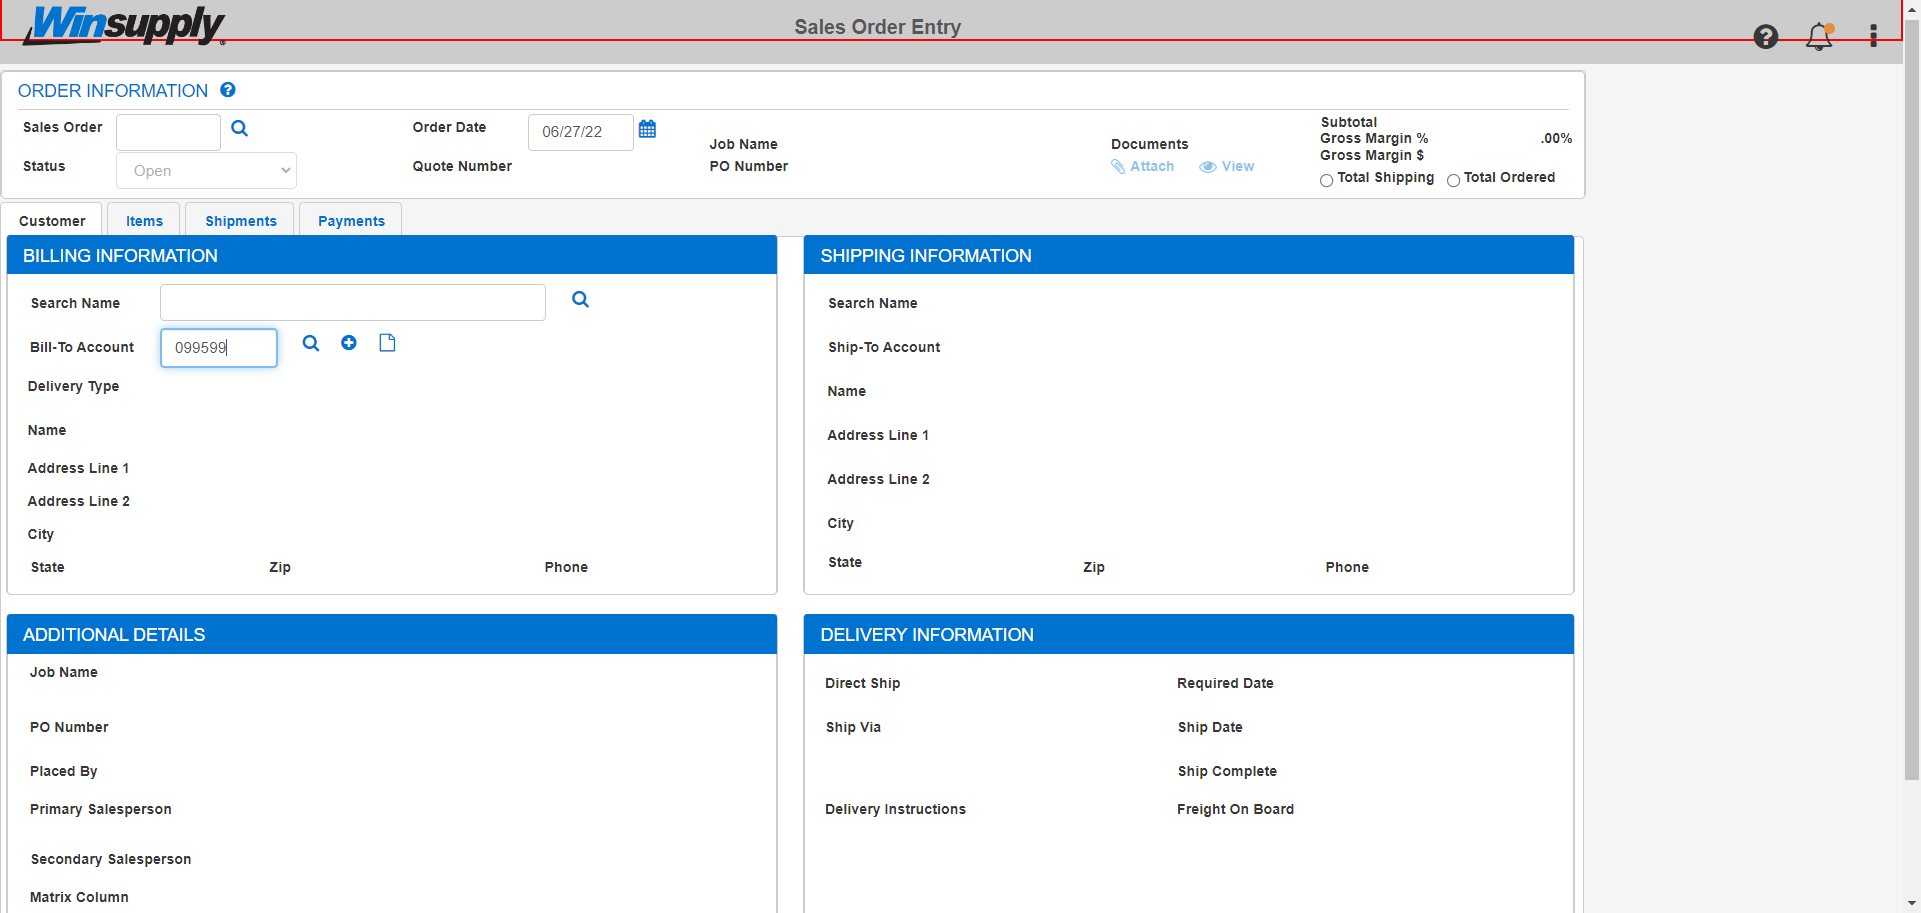 Winsupply
Sales Order Entry
ORDER INFORMATION
Sales Order
Order Date
06/27/22
Job Name
Documents
Subtotal
Gross Margin % .00%
Gross Margin $
Status
Open
Quote Number
PO Number
Attach
View
Total Shipping
Total Ordered
Customer
Items
Shipments
Payments
BILLING INFORMATION
Search Name
Bill-To Account
099599
Delivery Type
Name
Address Line 1
Address Line 2
City
State
Zip
Phone
SHIPPING INFORMATION
Search Name
Ship-To Account
Name
Address Line 1
Address Line 2
City
State
Zip
Phone
ADDITIONAL DETAILS
Job Name
PO Number
Placed By
Primary Salesperson
Secondary Salesperson
Matrix Column
DELIVERY INFORMATION
Direct Ship
Required Date
Ship Via
Ship Date
Ship Complete
Delivery Instructions
Freight On Board